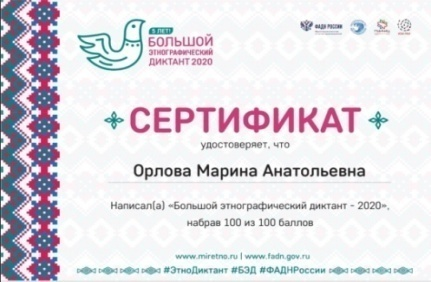 5 ЛЕТ!
БОЛЬШОЙ
ЭТНОГРАФИЧЕСКИЙ
ДИКТАНТ 2020
ФАДН РОССИИ
СЕРТИФИКАТ
удостоверяет, что
Орлова Марина Анатольевна
Написал(а) «Большой этнографический диктант - 2020»,
набрав 100 из 100 баллов
www.miretno.ru | www.fadn.gov.ru
#ЭтноДиктант #БЭД #ФАДНРоссии